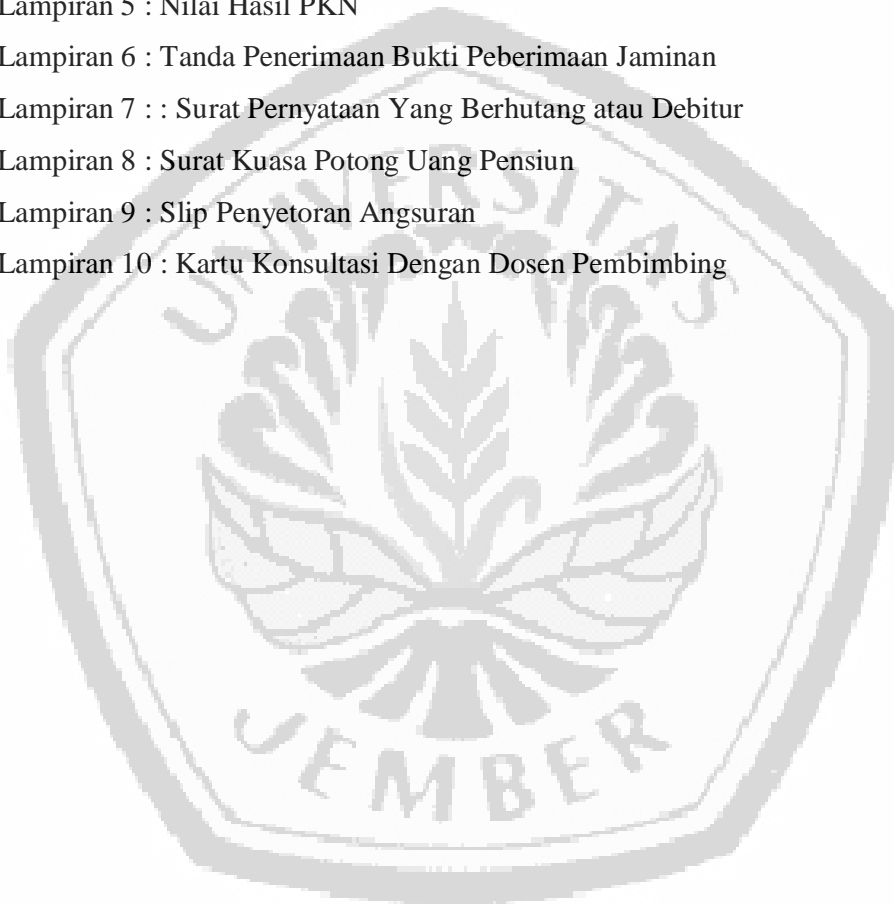 Lampiran 5 : Nilai Hasil PKN
Lampiran 6 : Tanda Penerimaan Bukti Peberimaan Jaminan
Lampiran 7 : : Surat Pernyataan Yang Berhutang atau Debitur
Lampiran 8 : Surat Kuasa Potong Uang Pensiun
Lampiran 9 : Slip Penyetoran Angsuran
Lampiran 10 : Kartu Konsultasi Dengan Dosen Pembimbing
UNIVERSITAS
JEMBER